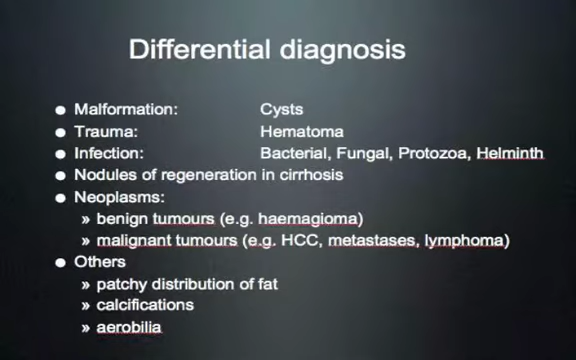 Differential diagnosis
● Malformation: Cysts
● Trauma: Hematoma
● Infection: Bacterial, Fungal, Protozoa, Helminth
● Nodules of regeneration in cirrhosis
● Neoplasms:
» benign tumours (e.g. haemagioma)
» malignant tumours (e.g. HCC, metastases, lymphoma)
● Others
» patchy distribution of fat
» calcifications
» aerobilia